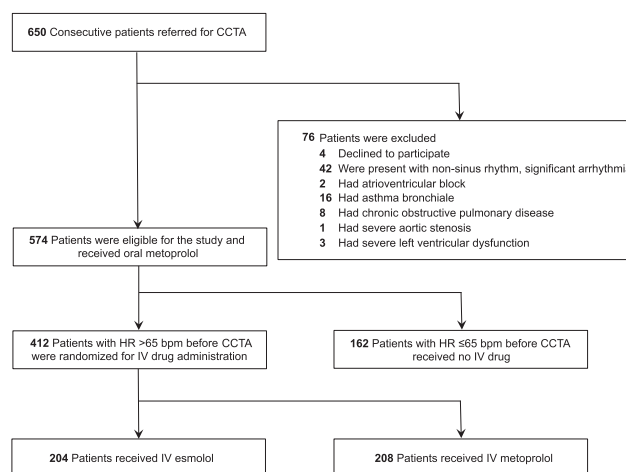 650 Consecutive patients referred for CCTA
76 Patients were excluded
4 Declined to participate
42 Were present with non-sinus rhythm, significant arrhythmi
2 Had atrioventricular block
16 Had asthma bronchiale
8 Had chronic obstructive pulmonary disease
1 Had severe aortic stenosis
3 Had severe left ventricular dysfunction
574 Patients were eligible for the study and
received oral metoprolol
412 Patients with HR >65 bpm before CCTA
were randomized for IV drug administration
162 Patients with HR ≤65 bpm before CCTA
received no IV drug
204 Patients received IV esmolol
208 Patients received IV metoprolol